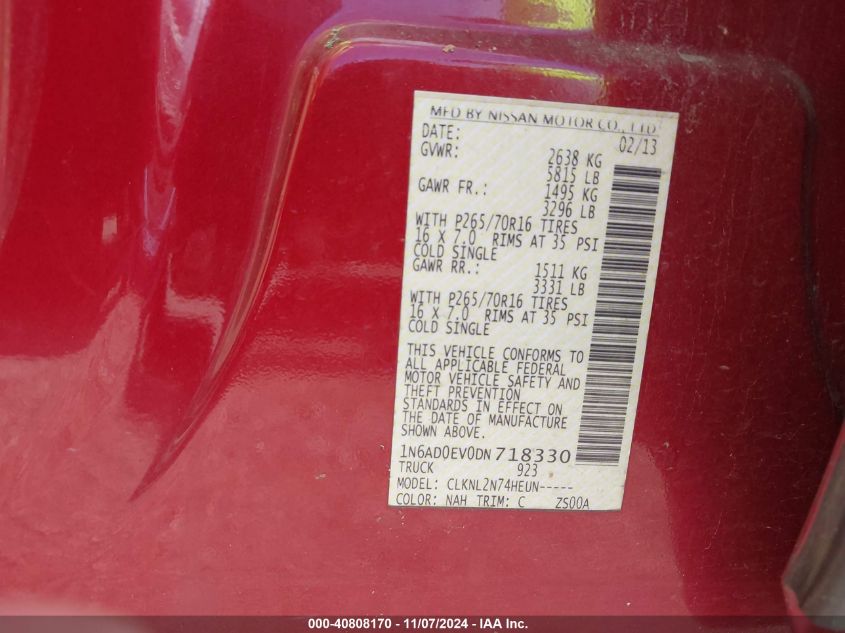 MFD BY NISSAN MOTOR CO., LTD.
DATE: 02/13
GVWR: 2638 KG
5815 LB
GAWR FR.: 1495 KG
3296 LB
WITH P265/70R16 TIRES
16 X 7.0 RIMS AT 35 PSI
COLD SINGLE
GAWR RR.: 1511 KG
3331 LB
WITH P265/70R16 TIRES
16 X 7.0 RIMS AT 35 PSI
COLD SINGLE
THIS VEHICLE CONFORMS TO
ALL APPLICABLE FEDERAL
MOTOR VEHICLE SAFETY AND
THEFT PREVENTION
STANDARDS IN EFFECT ON
THE DATE OF MANUFACTURE
SHOWN ABOVE.
1N6AD0EV0DN718330
TRUCK 923
MODEL: CLKNL2N74HEUN-----
COLOR: NAH TRIM: C ZS00A
000-40808170 - 11/07/2024 - IAA Inc.